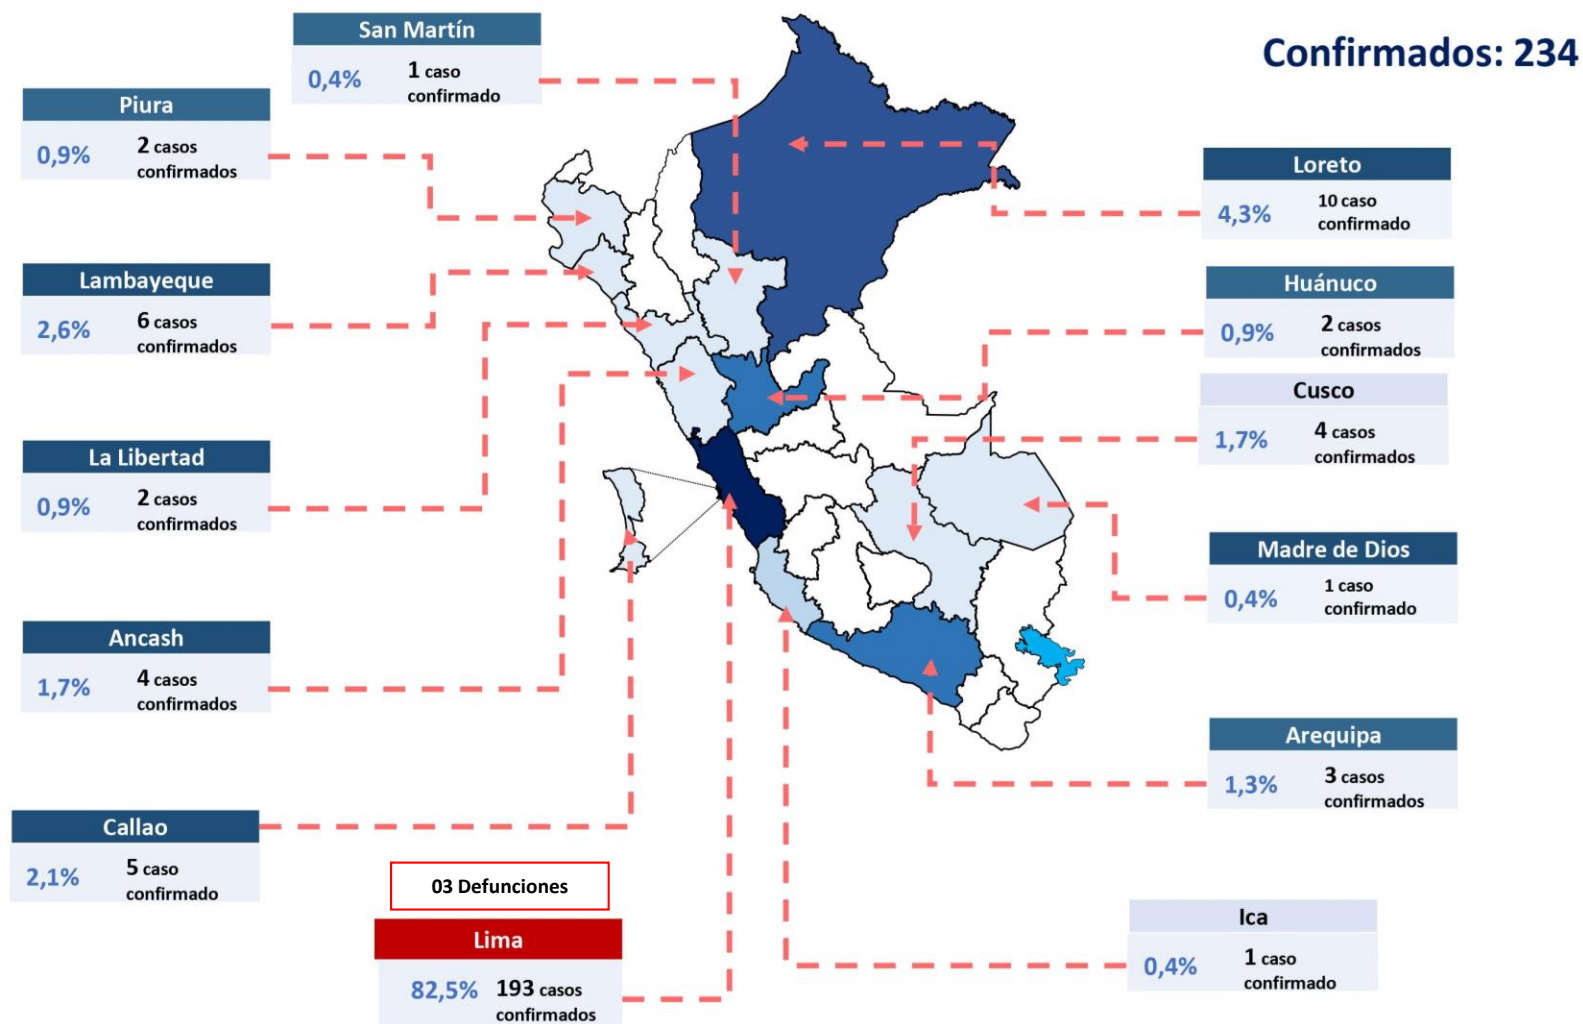 Confirmados: 234
San Martín
0,4%
1 caso
confirmado
Piura
0,9%
2 casos
confirmados
Lambayeque
2,6%
6 casos
confirmados
La Libertad
0,9%
2 casos
confirmados
Ancash
1,7%
4 casos
confirmados
Callao
2,1%
5 caso
confirmado
03 Defunciones
Lima
82,5%
193 casos
confirmados
Loreto
4,3%
10 caso
confirmado
Huánuco
0,9%
2 casos
confirmados
Cusco
1,7%
4 casos
confirmados
Madre de Dios
0,4%
1 caso
confirmado
Arequipa
1,3%
3 casos
confirmados
Ica
0,4%
1 caso
confirmado